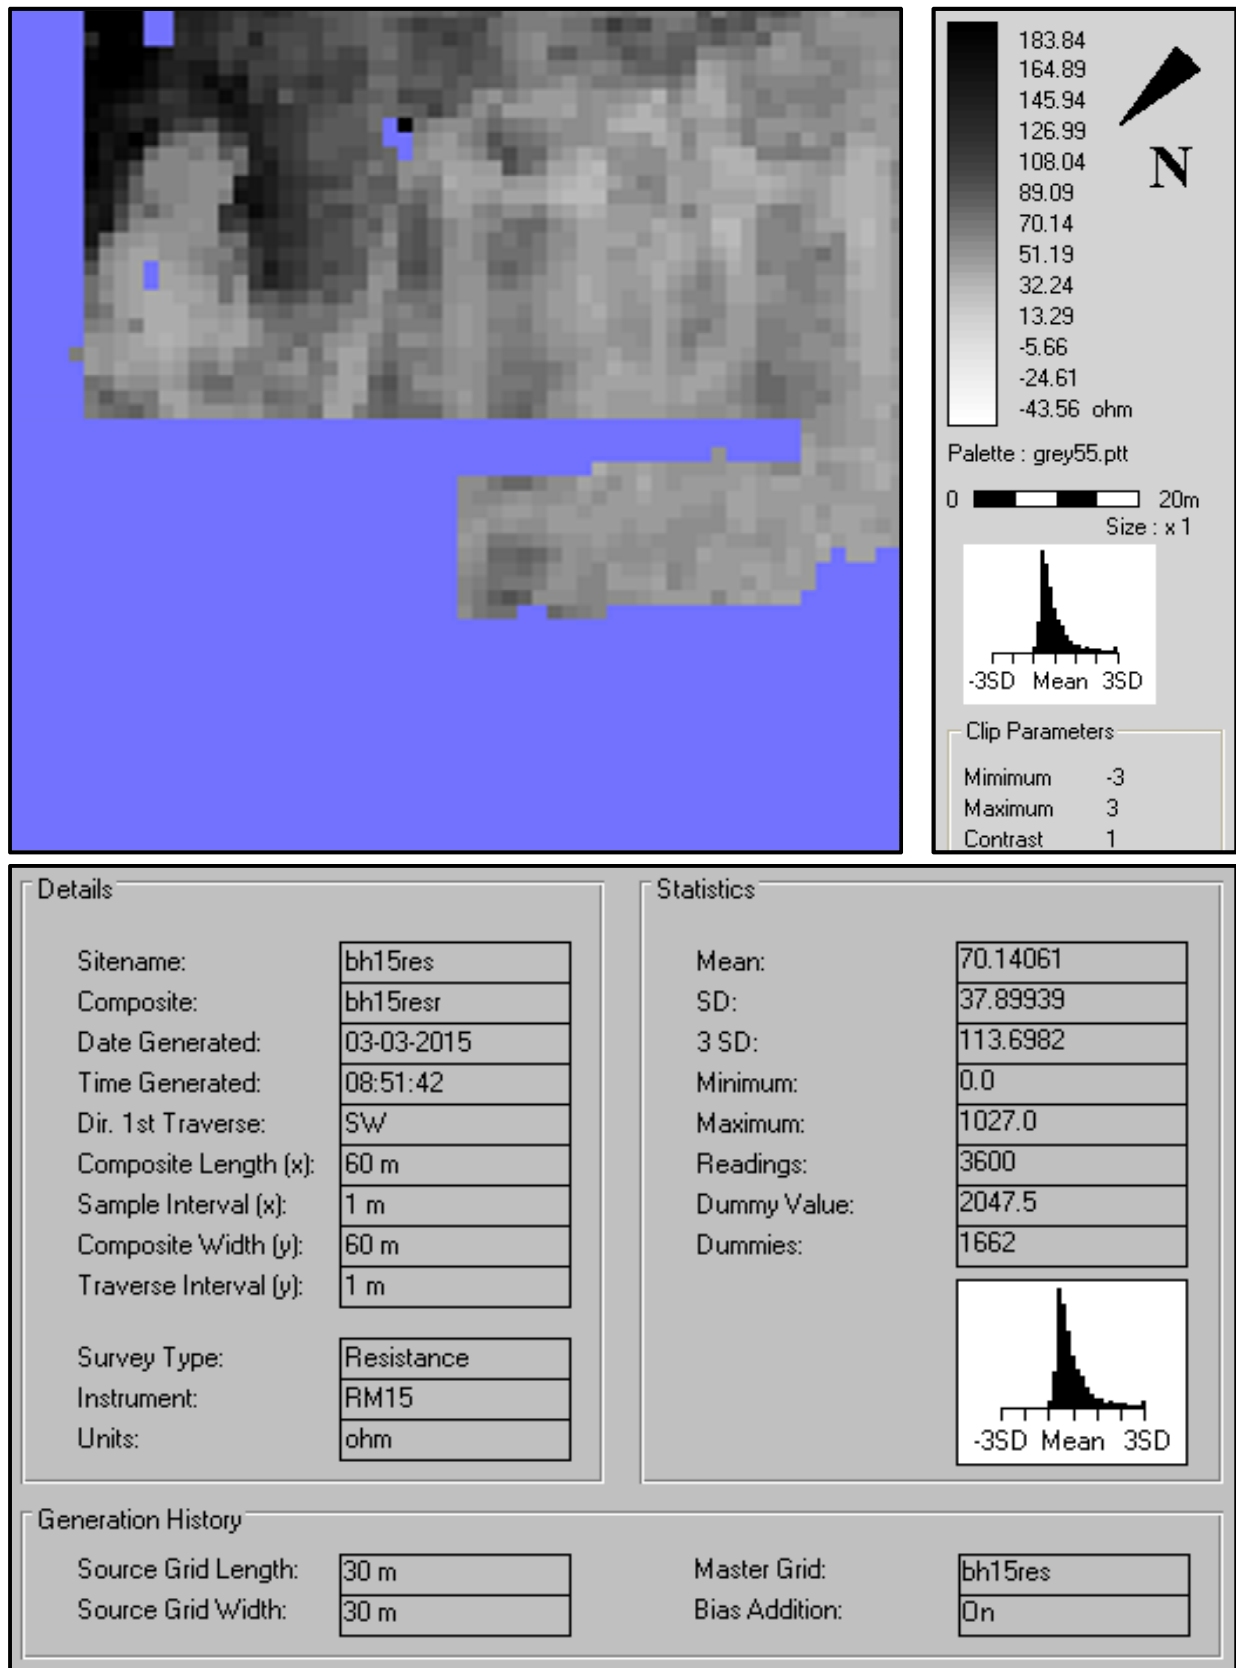 183.84
164.89
145.94
126.99
108.04
89.09
70.14
51.19
32.24
13.29
-5.66
-24.61
-43.56 ohm
N
Palette : grey55.ptt
0 20m
Size : x 1
-3SD Mean 3SD
Clip Parameters
Mimimum -3
Maximum 3
Contrast 1
Details
Sitename: bh15res
Composite: bh15resr
Date Generated: 03-03-2015
Time Generated: 08:51:42
Dir. 1st Traverse: SW
Composite Length (x): 60 m
Sample Interval (x): 1 m
Composite Width (y): 60 m
Traverse Interval (y): 1 m
Survey Type: Resistance
Instrument: RM15
Units: ohm
Statistics
Mean: 70.14061
SD: 37.89939
3 SD: 113.6982
Minimum: 0.0
Maximum: 1027.0
Readings: 3600
Dummy Value: 2047.5
Dummies: 1662
-3SD Mean 3SD
Generation History
Source Grid Length: 30 m
Source Grid Width: 30 m
Master Grid: bh15res
Bias Addition: On